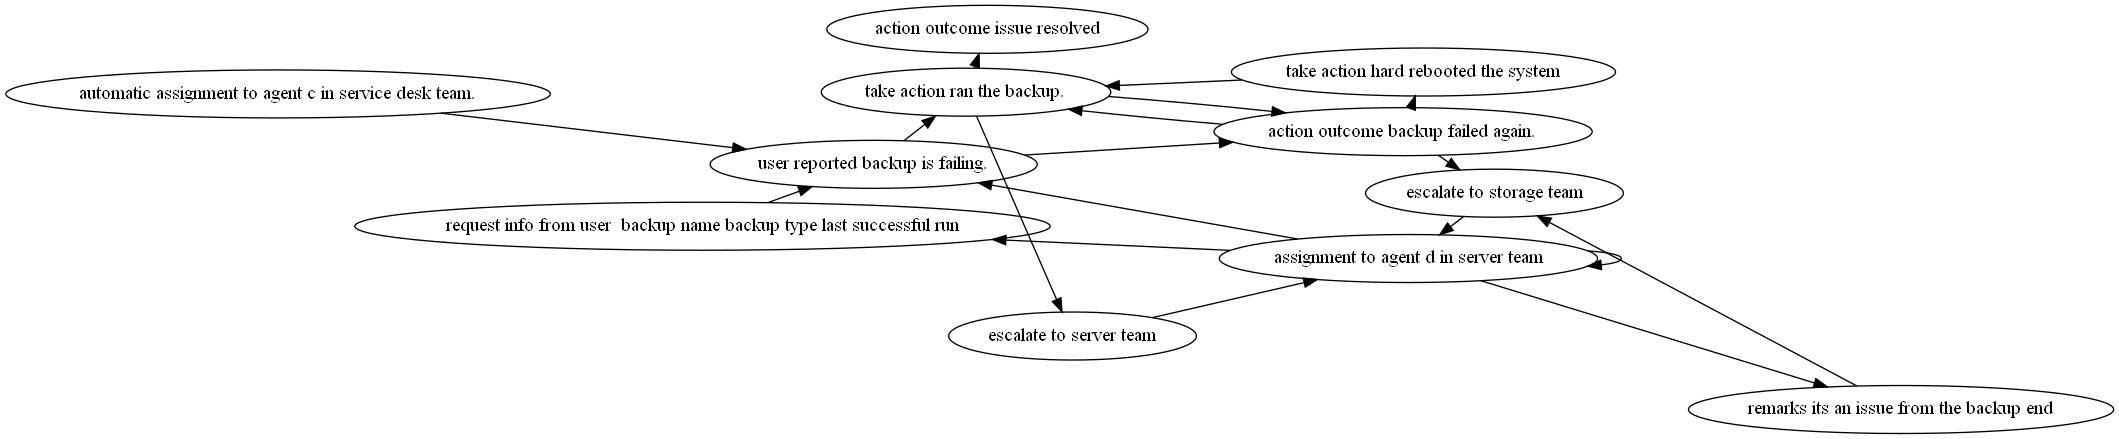 action outcome issue resolved
take action hard rebooted the system
automatic assignment to agent c in service desk team.
take action ran the backup.
action outcome backup failed again.
user reported backup is failing.
escalate to storage team
request info from user  backup name backup type last successful run
assignment to agent d in server team
escalate to server team
remarks its an issue from the backup end